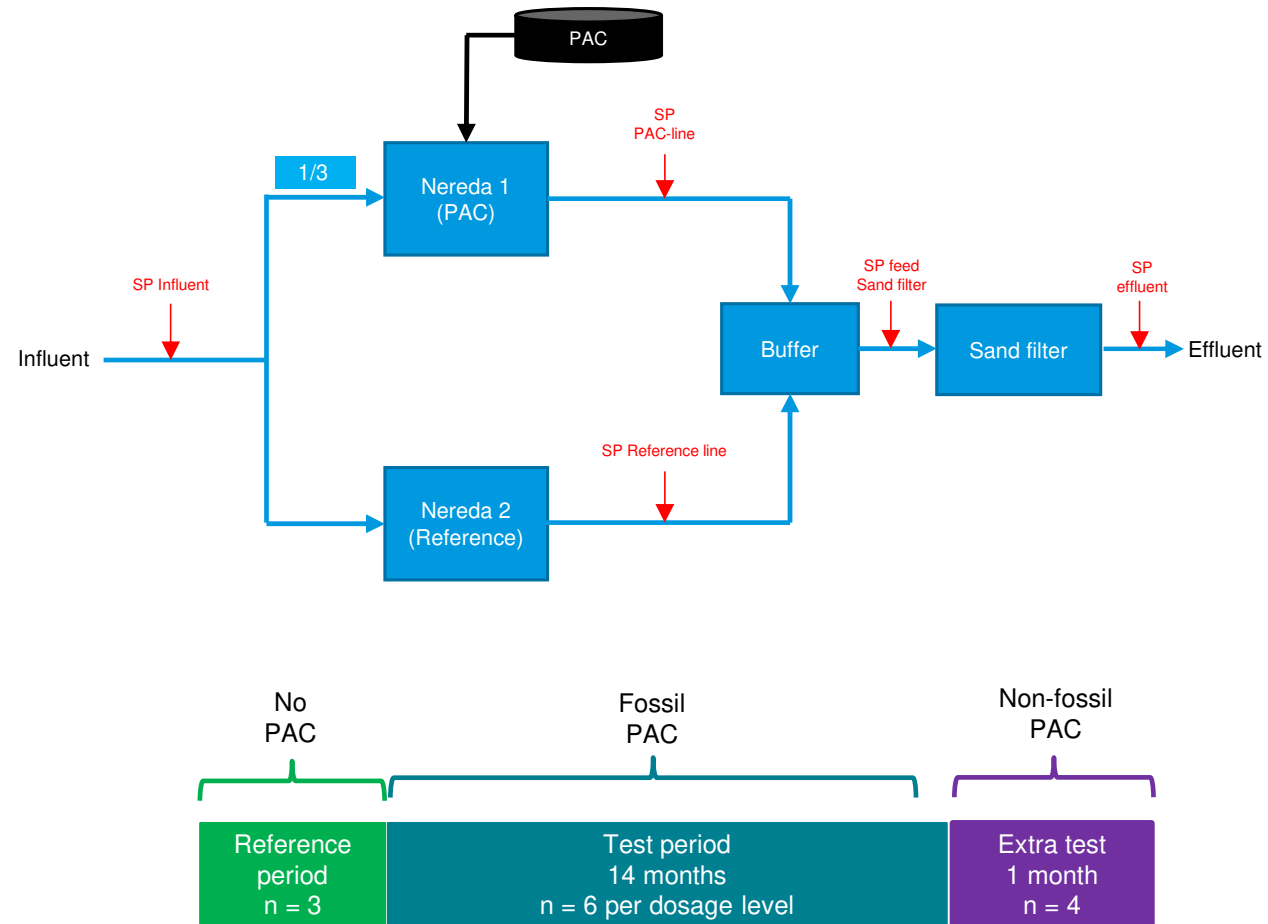 PAC
SP
PAC-line
1/3
Nereda 1
(PAC)
SP Influent
SP feed
Sand filter
SP
effluent
Influent
Buffer
Sand filter
Effluent
SP Reference line
Nereda 2
(Reference)
No
PAC
Fossil
PAC
Non-fossil
PAC
Reference
period
n = 3
Test period
14 months
n = 6 per dosage level
Extra test
1 month
n = 4